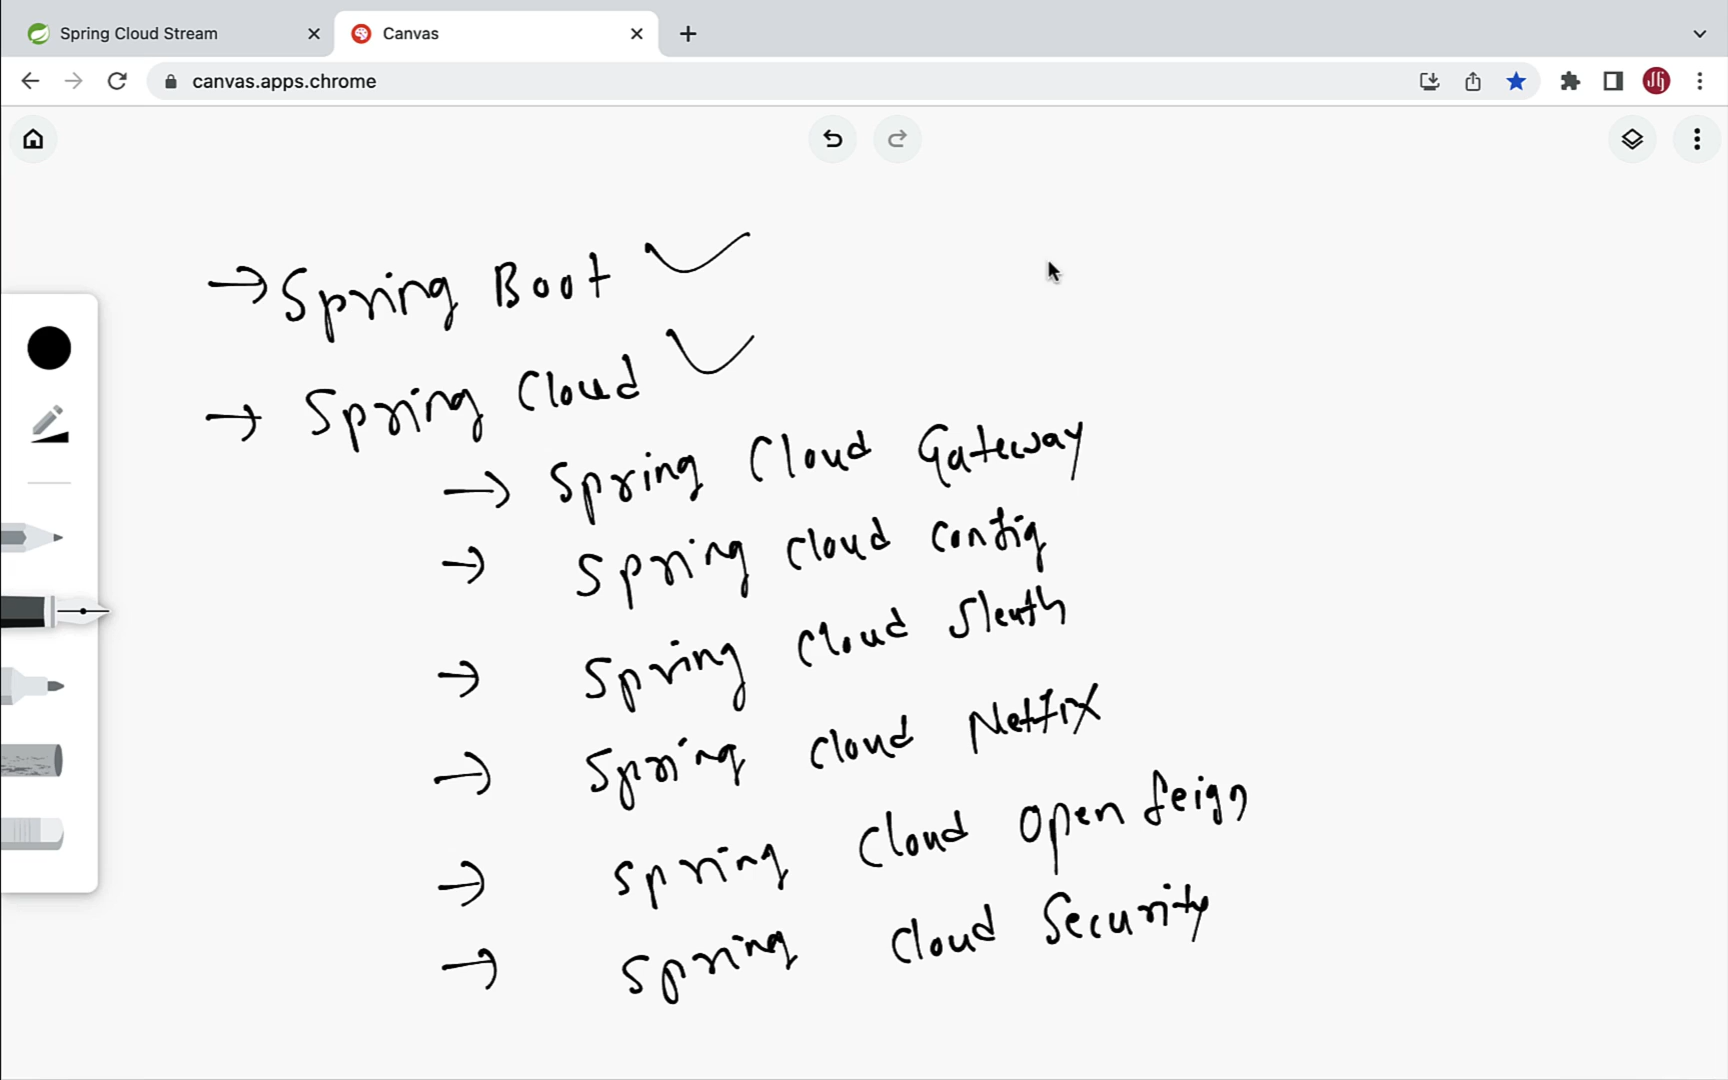 Spring Cloud Stream
Canvas
canvas.apps.chrome
→ Spring Boot ✓
→ Spring Cloud ✓
→ Spring Cloud Gateway
→ Spring Cloud Config
→ Spring Cloud Sleuth
→ Spring Cloud Netflix
→ Spring Cloud Open feign
→ Spring Cloud Security